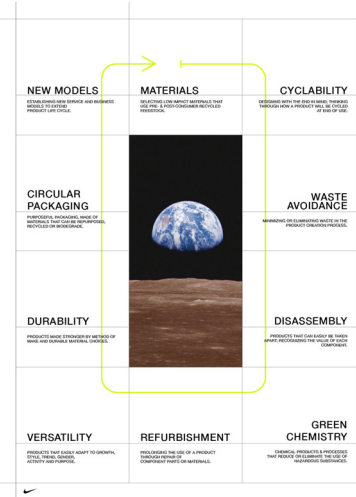 NEW MODELS
ESTABLISHING NEW SERVICE AND BUSINESS
MODELS TO EXTEND
PRODUCT LIFE CYCLE.
MATERIALS
SELECTING LOW IMPACT MATERIALS THAT
USE PRE- & POST-CONSUMER RECYCLED
FEEDSTOCK.
CYCLABILITY
DESIGNING WITH THE END IN MIND; THINKING
THROUGH HOW A PRODUCT WILL BE CYCLED
AT END OF USE.
CIRCULAR
PACKAGING
PURPOSEFUL PACKAGING, MADE OF
MATERIALS THAT CAN BE REPURPOSED,
RECYCLED OR BIODEGRADE.
WASTE
AVOIDANCE
MINIMIZING OR ELIMINATING WASTE IN THE
PRODUCT CREATION PROCESS.
DURABILITY
PRODUCTS MADE STRONGER BY METHOD OF
MAKE AND DURABLE MATERIAL CHOICES.
DISASSEMBLY
PRODUCTS THAT CAN EASILY BE TAKEN
APART, RECOGNIZING THE VALUE OF EACH
COMPONENT.
VERSATILITY
PRODUCTS THAT EASILY ADAPT TO GROWTH,
STYLE, TREND, GENDER,
ACTIVITY AND PURPOSE.
REFURBISHMENT
PROLONGING THE USE OF A PRODUCT
THROUGH REPAIR OF
COMPONENT PARTS OR MATERIALS.
GREEN
CHEMISTRY
CHEMICAL PRODUCTS & PROCESSES
THAT REDUCE OR ELIMINATE THE USE OF
HAZARDOUS SUBSTANCES.